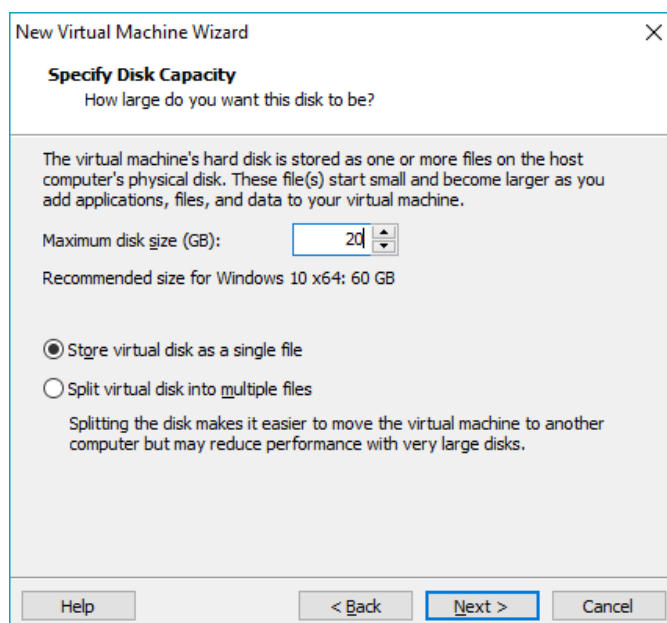 New Virtual Machine Wizard
Specify Disk Capacity
How large do you want this disk to be?
The virtual machine's hard disk is stored as one or more files on the host
computer's physical disk. These file(s) start small and become larger as you
add applications, files, and data to your virtual machine.
Maximum disk size (GB): 20
Recommended size for Windows 10 x64: 60 GB
Store virtual disk as a single file
Split virtual disk into multiple files
Splitting the disk makes it easier to move the virtual machine to another
computer but may reduce performance with very large disks.
Help < Back Next > Cancel